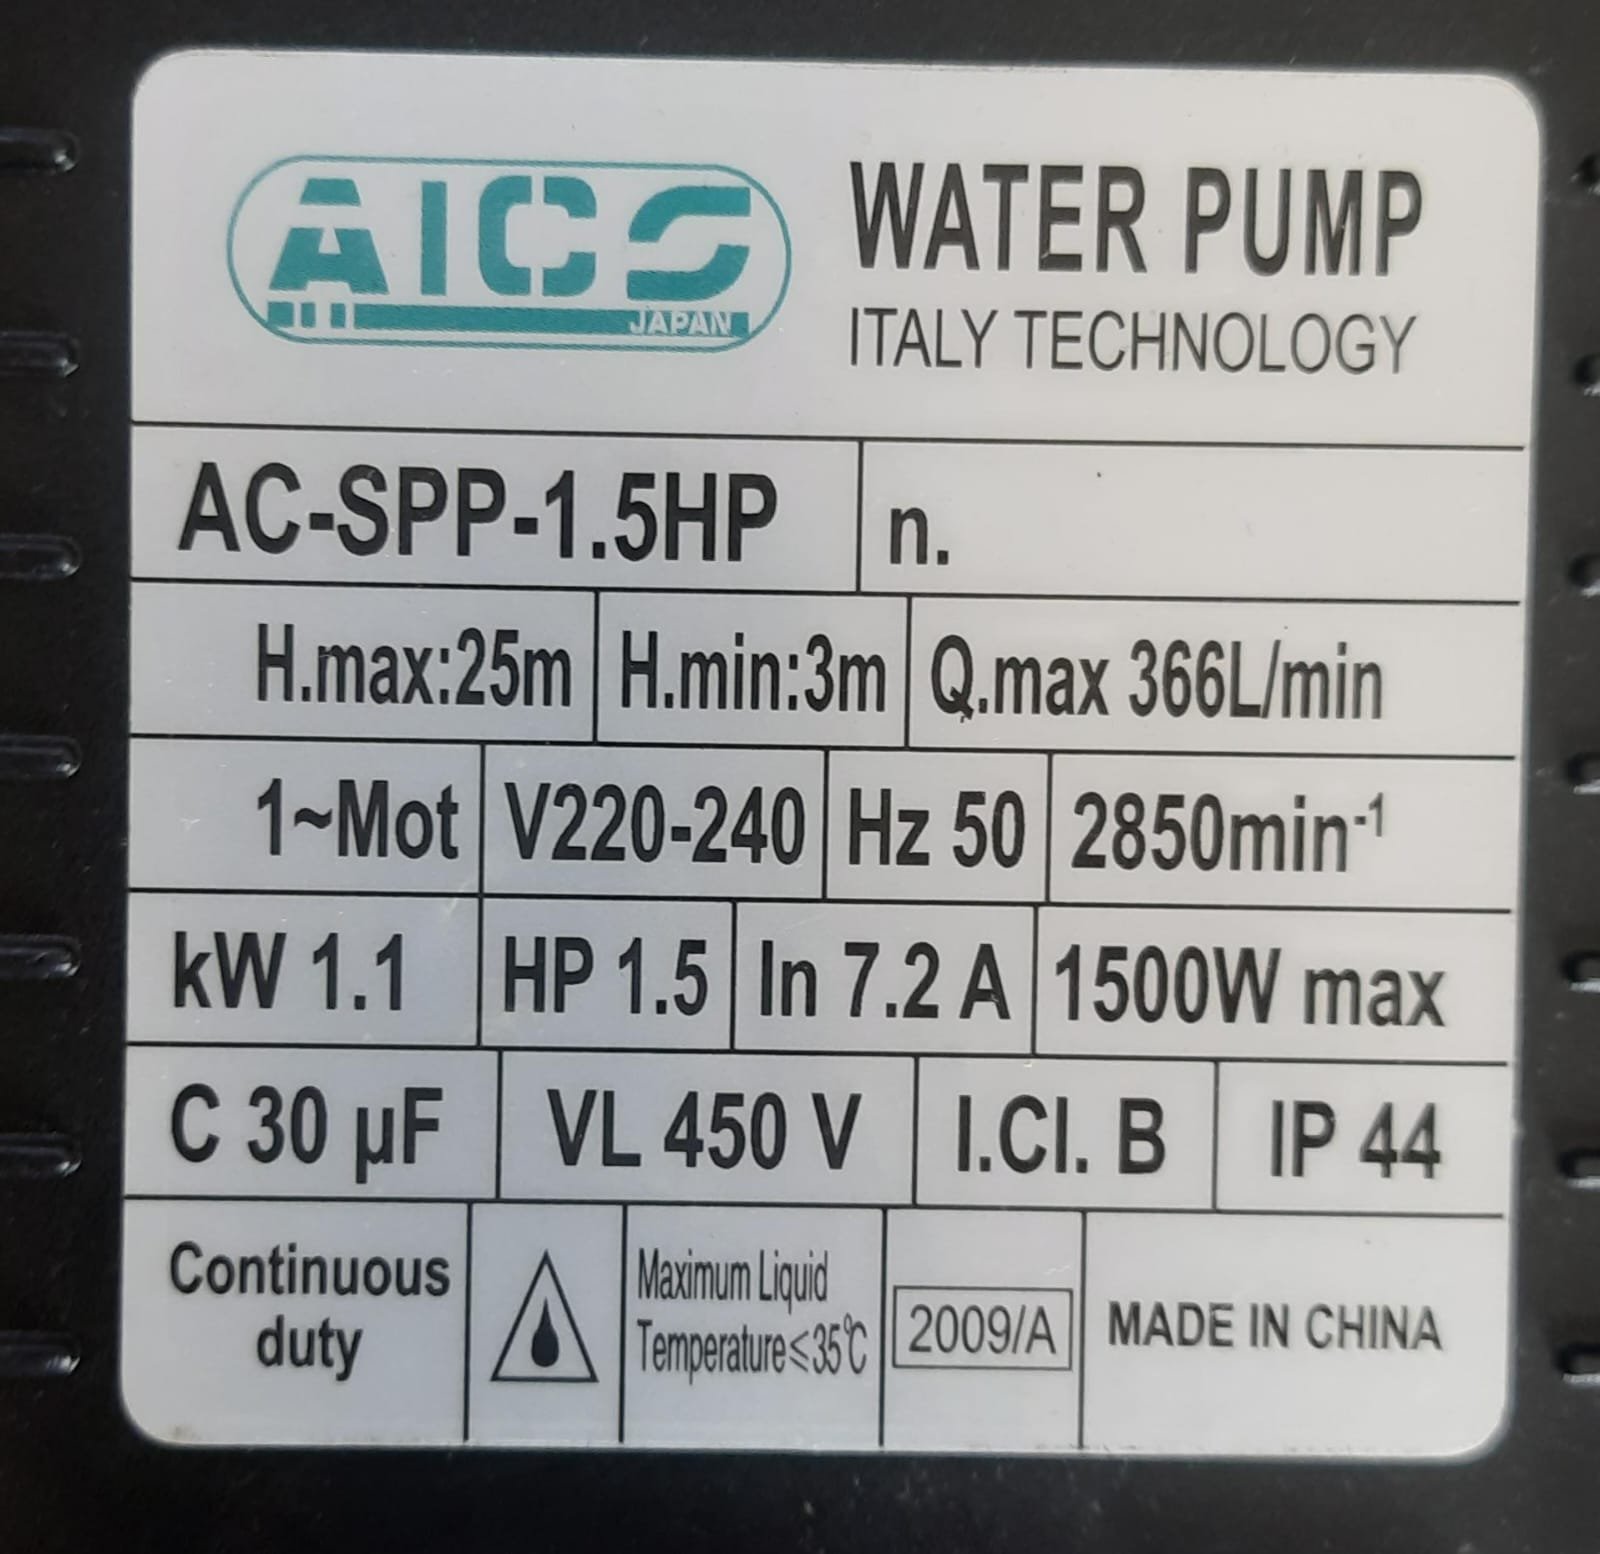 AICS
JAPAN
WATER PUMP
ITALY TECHNOLOGY
AC-SPP-1.5HP n.
H.max:25m H.min:3m Q.max 366L/min
1~Mot V220-240 Hz 50 2850min⁻¹
kW 1.1 HP 1.5 In 7.2 A 1500W max
C 30 µF VL 450 V I.Cl. B IP 44
Continuous
duty
Maximum Liquid
Temperature≤35℃
2009/A
MADE IN CHINA